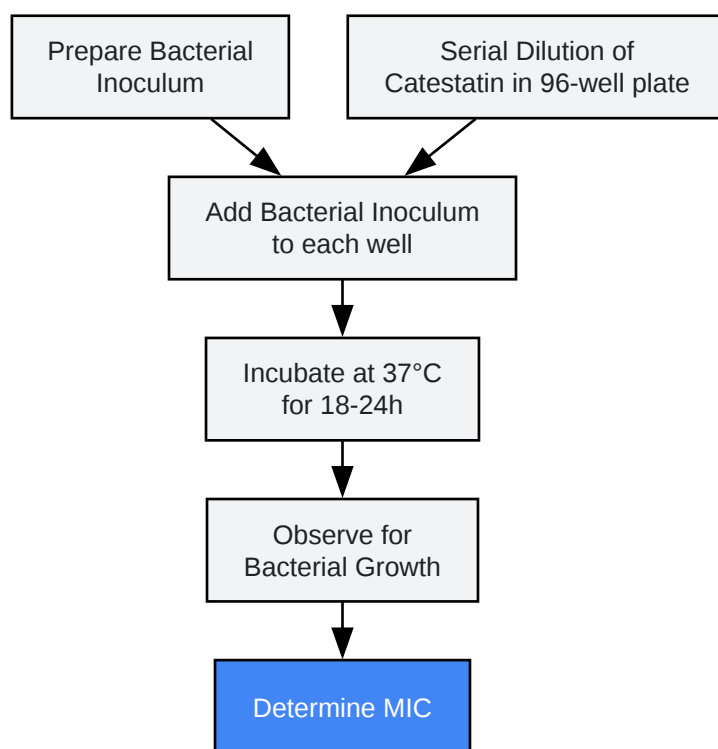 Prepare Bacterial
Inoculum
Serial Dilution of
Catestatin in 96-well plate
Add Bacterial Inoculum
to each well
Incubate at 37°C
for 18-24h
Observe for
Bacterial Growth
Determine MIC